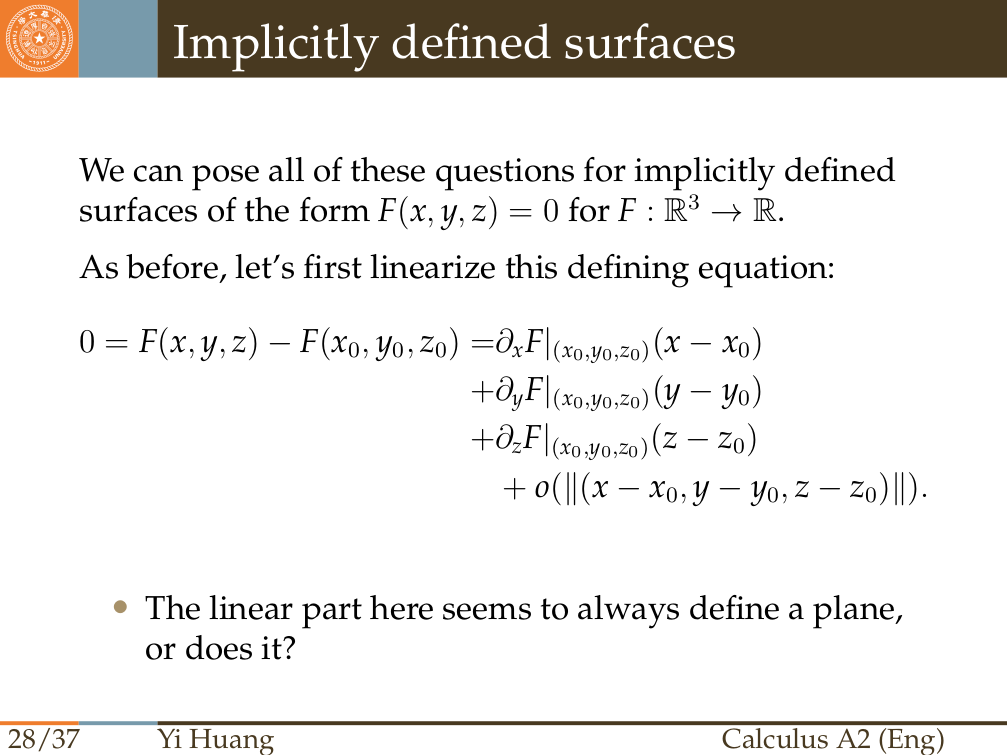 Implicitly defined surfaces
We can pose all of these questions for implicitly defined
surfaces of the form F(x, y, z) = 0 for F : ℝ³ → ℝ.
As before, let’s first linearize this defining equation:
0 = F(x, y, z) − F(x₀, y₀, z₀) =∂ₓF|₍ₓ₀,y₀,z₀₎(x − x₀)
+∂_yF|_(x₀,y₀,z₀)(y − y₀)
+∂_zF|_(x₀,y₀,z₀)(z − z₀)
+ o(‖(x − x₀, y − y₀, z − z₀)‖).
• The linear part here seems to always define a plane,
or does it?
28/37 Yi Huang Calculus A2 (Eng)